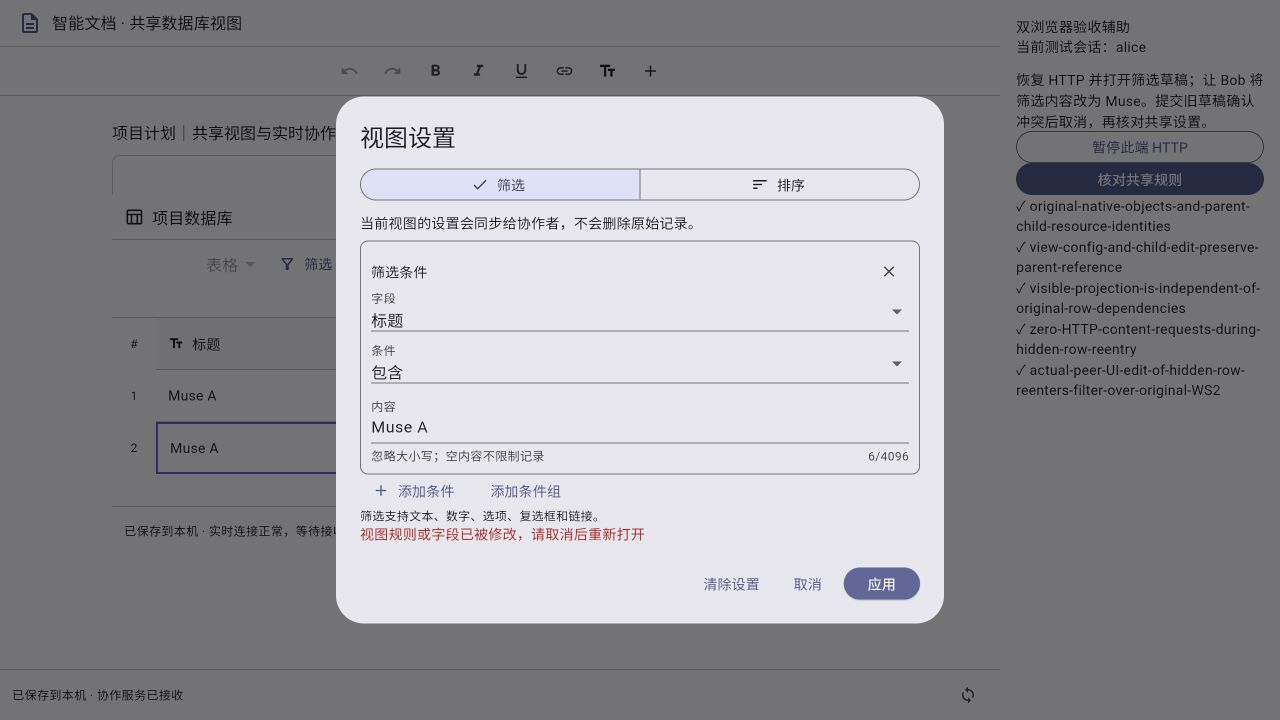 智能文档 · 共享数据库视图
项目计划｜共享视图与实时协作
项目数据库
表格
筛选
# 标题
1 Muse A
2 Muse A
已保存到本机 · 实时连接正常，等待接
已保存到本机 · 协作服务已接收
视图设置
筛选
排序
当前视图的设置会同步给协作者，不会删除原始记录。
筛选条件
字段
标题
条件
包含
内容
Muse A
忽略大小写；空内容不限制记录 6/4096
添加条件 添加条件组
筛选支持文本、数字、选项、复选框和链接。
视图规则或字段已被修改，请取消后重新打开
清除设置 取消 应用
双浏览器验收辅助
当前测试会话：alice
恢复 HTTP 并打开筛选草稿；让 Bob 将
筛选内容改为 Muse。提交旧草稿确认
冲突后取消，再核对共享设置。
暂停此端 HTTP
核对共享规则
✓ original-native-objects-and-parent-
child-resource-identities
✓ view-config-and-child-edit-preserve-
parent-reference
✓ visible-projection-is-independent-of-
original-row-dependencies
✓ zero-HTTP-content-requests-during-
hidden-row-reentry
✓ actual-peer-UI-edit-of-hidden-row-
reenters-filter-over-original-WS2